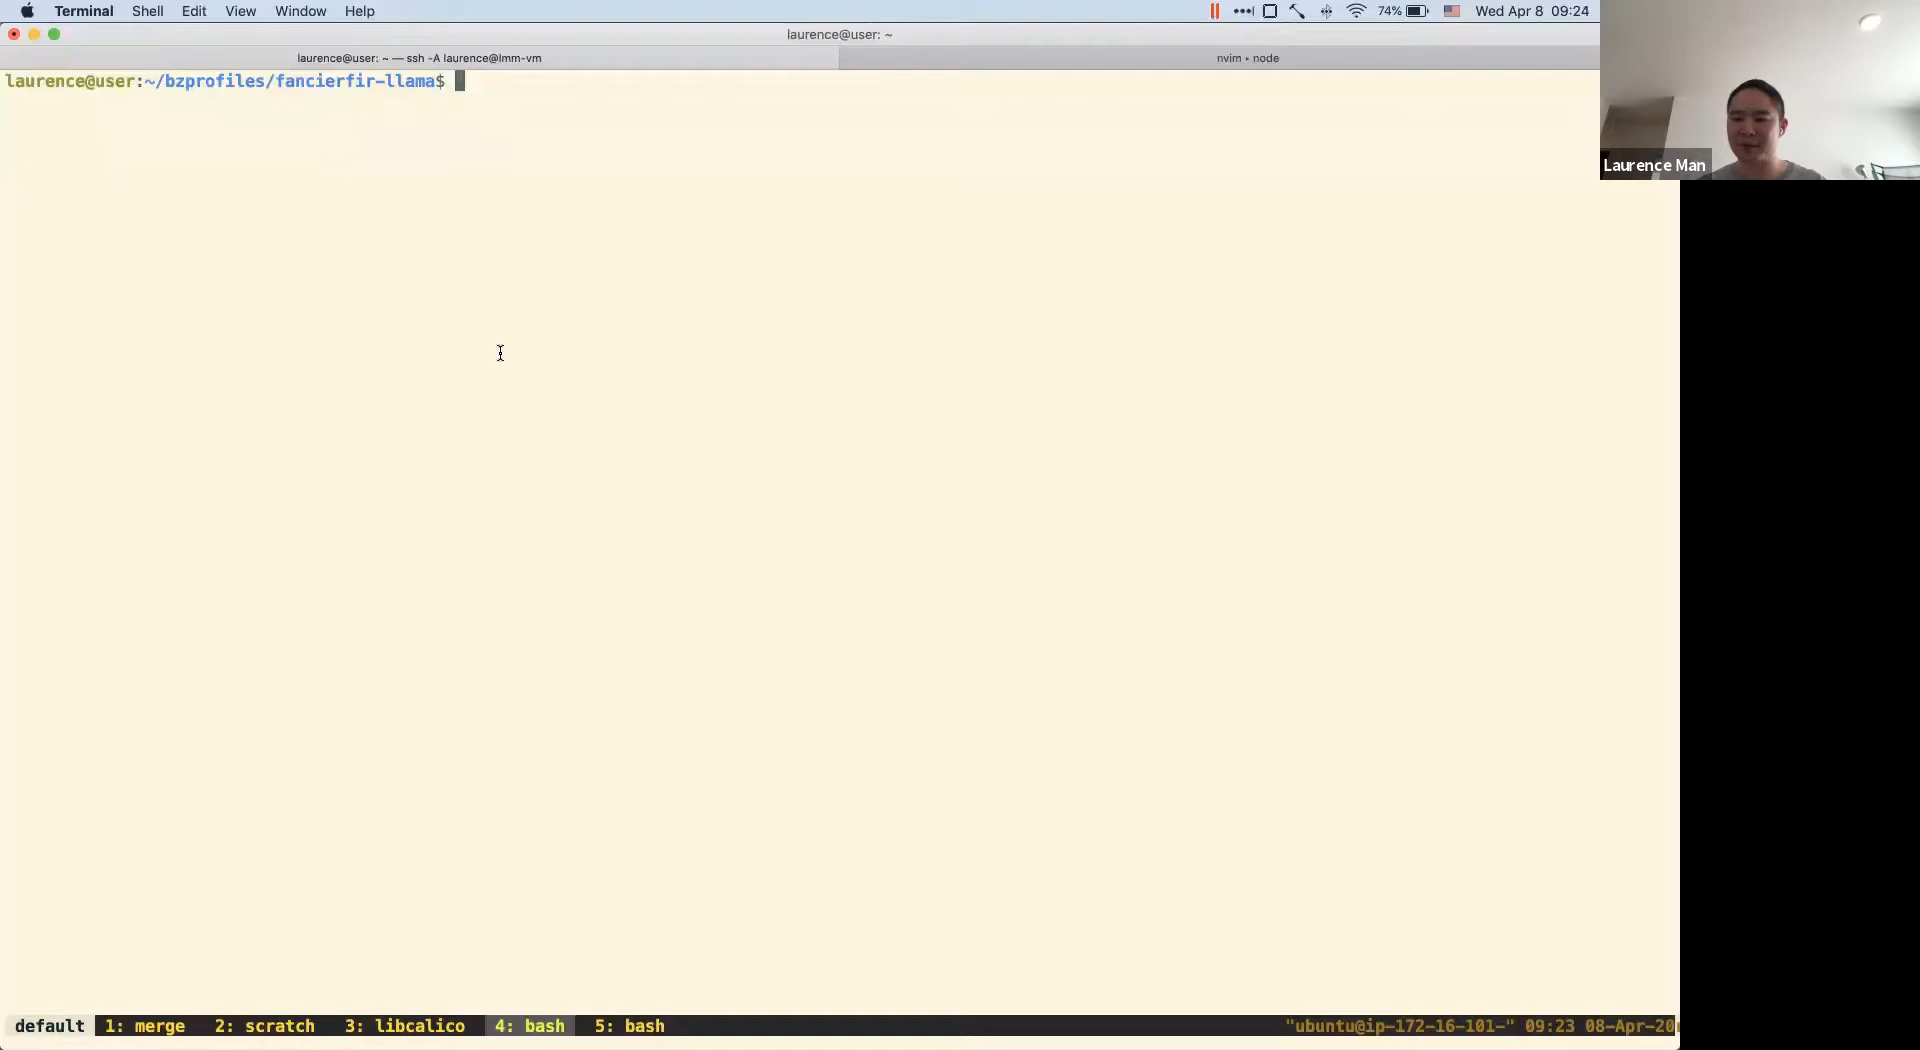 Terminal Shell Edit View Window Help 74% Wed Apr 8 09:24
laurence@user: ~
laurence@user: ~ — ssh -A laurence@lmm-vm
nvim • node
laurence@user:~/bzprofiles/fancierfir-llama$
Laurence Man
default 1: merge 2: scratch 3: libcalico 4: bash 5: bash "ubuntu@ip-172-16-101-" 09:23 08-Apr-20